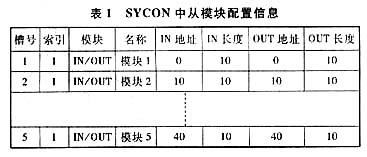 表 1 SYCON 中从模块配置信息
槽号 索引 模块 名称 IN 地址 IN 长度 OUT 地址 OUT 长度
1 1 IN/OUT 模块 1 0 10 0 10
2 1 IN/OUT 模块 2 10 10 10 10
5 1 IN/OUT 模块 5 40 10 40 10